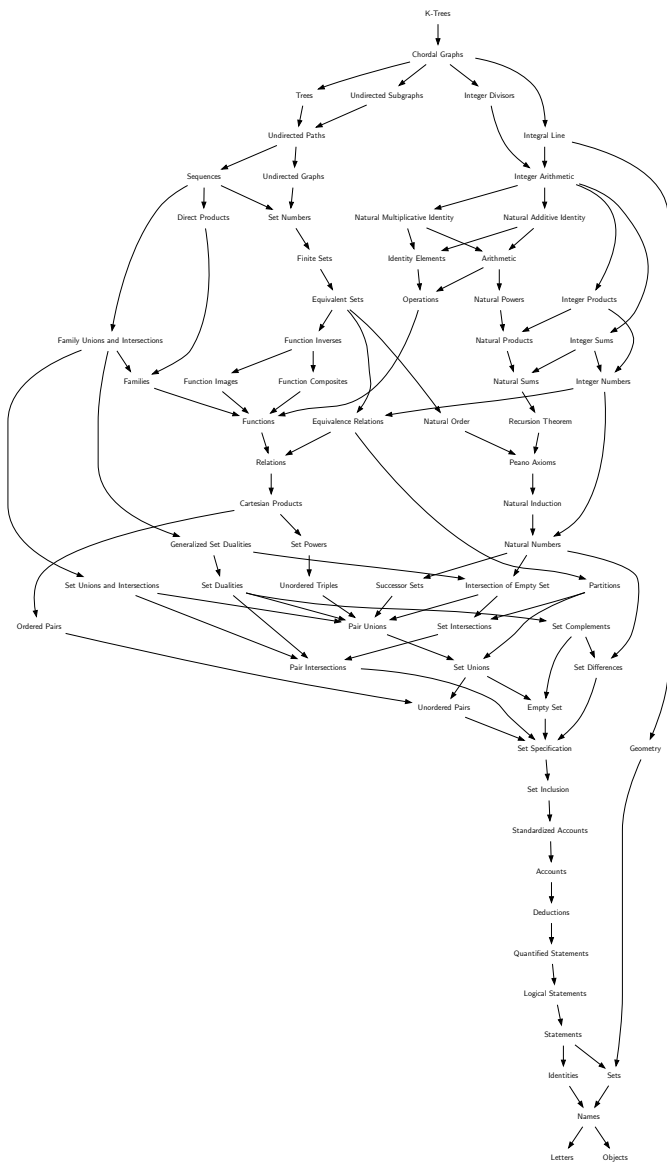 K-Trees
Chordal Graphs
Trees
Undirected Subgraphs
Integer Divisors
Undirected Paths
Integral Line
Sequences
Undirected Graphs
Integer Arithmetic
Direct Products
Set Numbers
Natural Multiplicative Identity
Natural Additive Identity
Finite Sets
Identity Elements
Arithmetic
Equivalent Sets
Operations
Natural Powers
Integer Products
Family Unions and Intersections
Function Inverses
Natural Products
Integer Sums
Families
Function Images
Function Composites
Natural Sums
Integer Numbers
Functions
Equivalence Relations
Natural Order
Recursion Theorem
Relations
Peano Axioms
Cartesian Products
Natural Induction
Generalized Set Dualities
Set Powers
Natural Numbers
Set Unions and Intersections
Set Dualities
Unordered Triples
Successor Sets
Intersection of Empty Set
Partitions
Ordered Pairs
Pair Unions
Set Intersections
Set Complements
Pair Intersections
Set Unions
Set Differences
Unordered Pairs
Empty Set
Set Specification
Geometry
Set Inclusion
Standardized Accounts
Accounts
Deductions
Quantified Statements
Logical Statements
Statements
Identities
Sets
Names
Letters
Objects